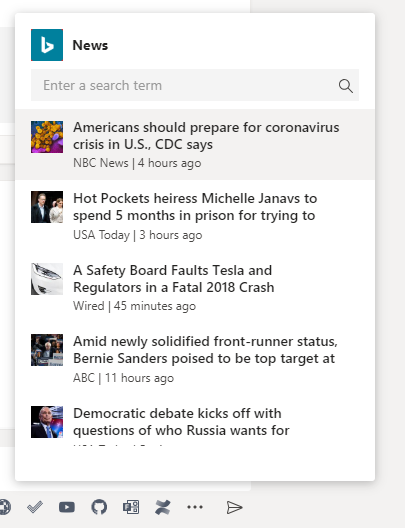 News
Enter a search term
Americans should prepare for coronavirus
crisis in U.S., CDC says
NBC News | 4 hours ago
Hot Pockets heiress Michelle Janavs to
spend 5 months in prison for trying to
USA Today | 3 hours ago
A Safety Board Faults Tesla and
Regulators in a Fatal 2018 Crash
Wired | 45 minutes ago
Amid newly solidified front-runner status,
Bernie Sanders poised to be top target at
ABC | 11 hours ago
Democratic debate kicks off with
questions of who Russia wants for